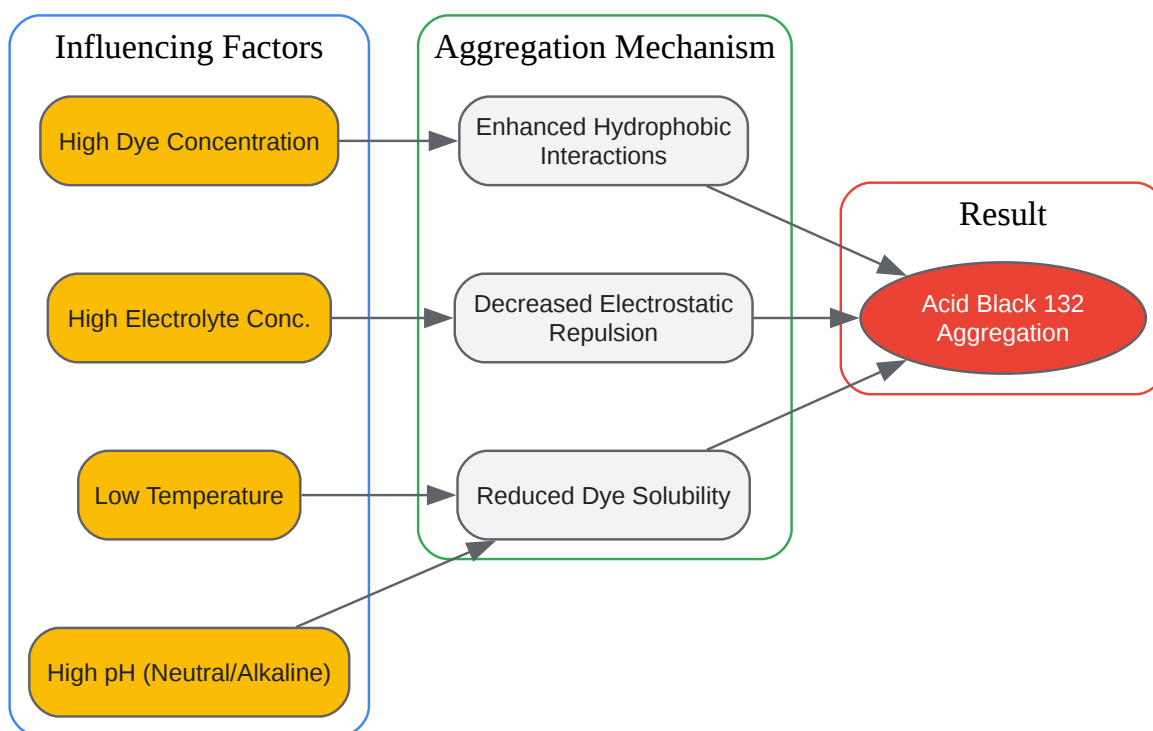 Influencing Factors
High Dye Concentration
High Electrolyte Conc.
Low Temperature
High pH (Neutral/Alkaline)
Aggregation Mechanism
Enhanced Hydrophobic
Interactions
Decreased Electrostatic
Repulsion
Reduced Dye Solubility
Result
Acid Black 132
Aggregation